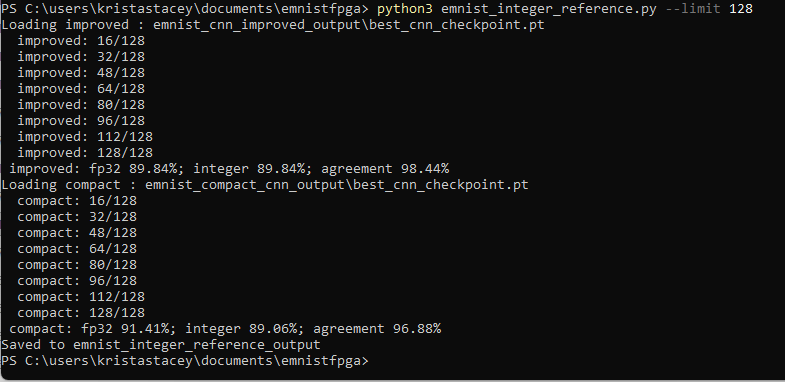 PS C:\users\kristastacey\documents\emnistfpga> python3 emnist_integer_reference.py --limit 128
Loading improved : emnist_cnn_improved_output\best_cnn_checkpoint.pt
  improved: 16/128
  improved: 32/128
  improved: 48/128
  improved: 64/128
  improved: 80/128
  improved: 96/128
  improved: 112/128
  improved: 128/128
 improved: fp32 89.84%; integer 89.84%; agreement 98.44%
Loading compact : emnist_compact_cnn_output\best_cnn_checkpoint.pt
  compact: 16/128
  compact: 32/128
  compact: 48/128
  compact: 64/128
  compact: 80/128
  compact: 96/128
  compact: 112/128
  compact: 128/128
 compact: fp32 91.41%; integer 89.06%; agreement 96.88%
Saved to emnist_integer_reference_output
PS C:\users\kristastacey\documents\emnistfpga>